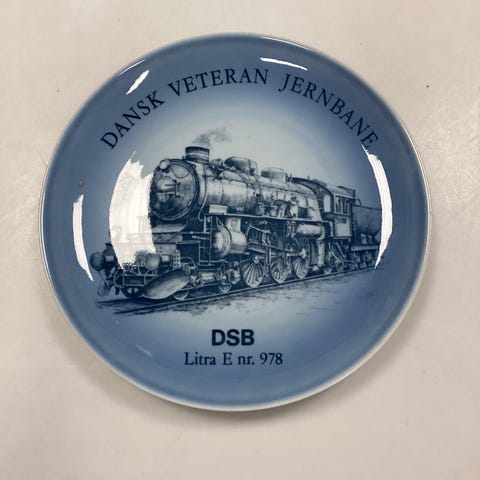 DANSK VETERAN JERNBANE
DSB
Litra E nr. 978